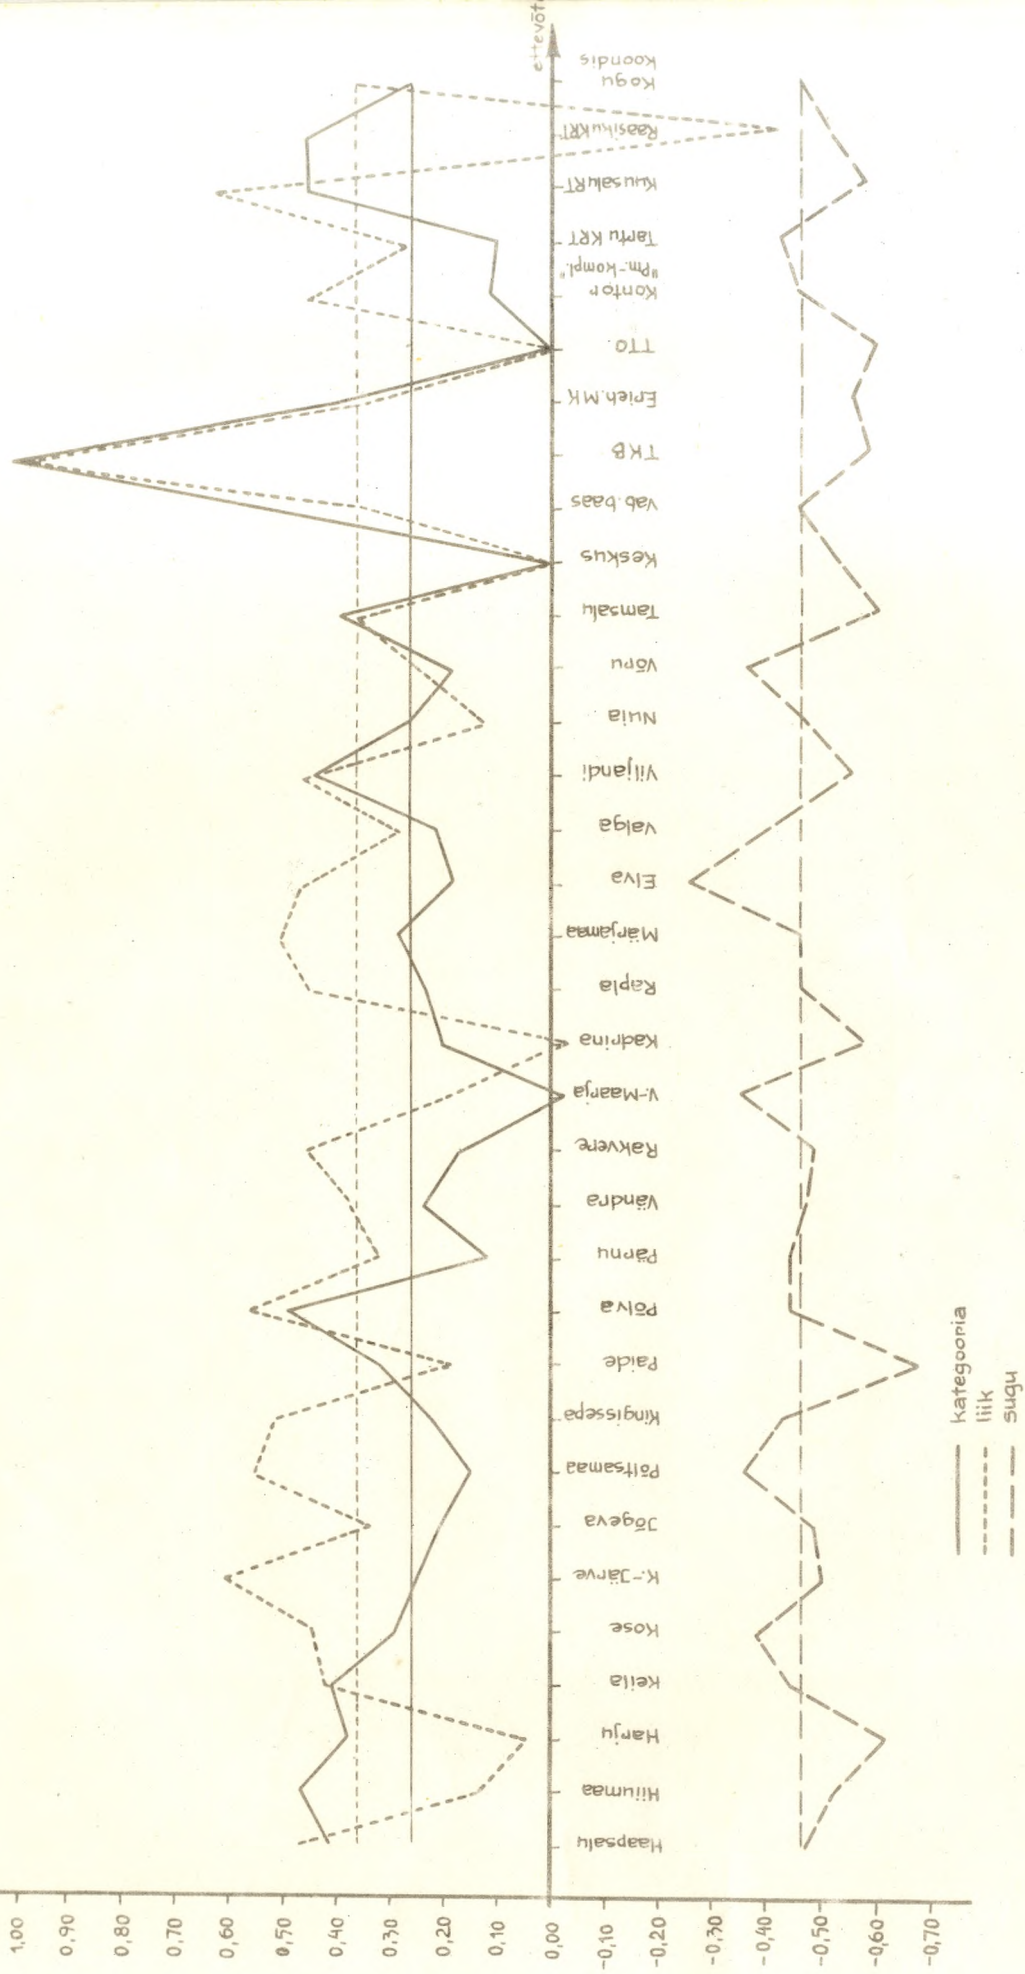 1,00
0,90
0,80
0,70
0,60
0,50
0,40
0,30
0,20
0,10
0,00
-0,10
-0,20
-0,30
-0,40
-0,50
-0,60
-0,70
Haapsalu
Hiiumaa
Harju
Keila
Kose
K.-Järve
Jõgeva
Põltsamaa
Kingissepa
Paide
Põlva
Pärnu
Vändra
Rakvere
V.-Maarja
Kadrina
Rapla
Märjamaa
Elva
Valga
Viljandi
Nuia
Võru
Tamsalu
Keskus
Vab. baas
TKB
Erieh. MK
TTO
Kontor
"Pm.-kompl."
Tartu KRT
Kuusalu RT
Raasiku KRT
Kogu
koondis
kategooria
liik
sugu